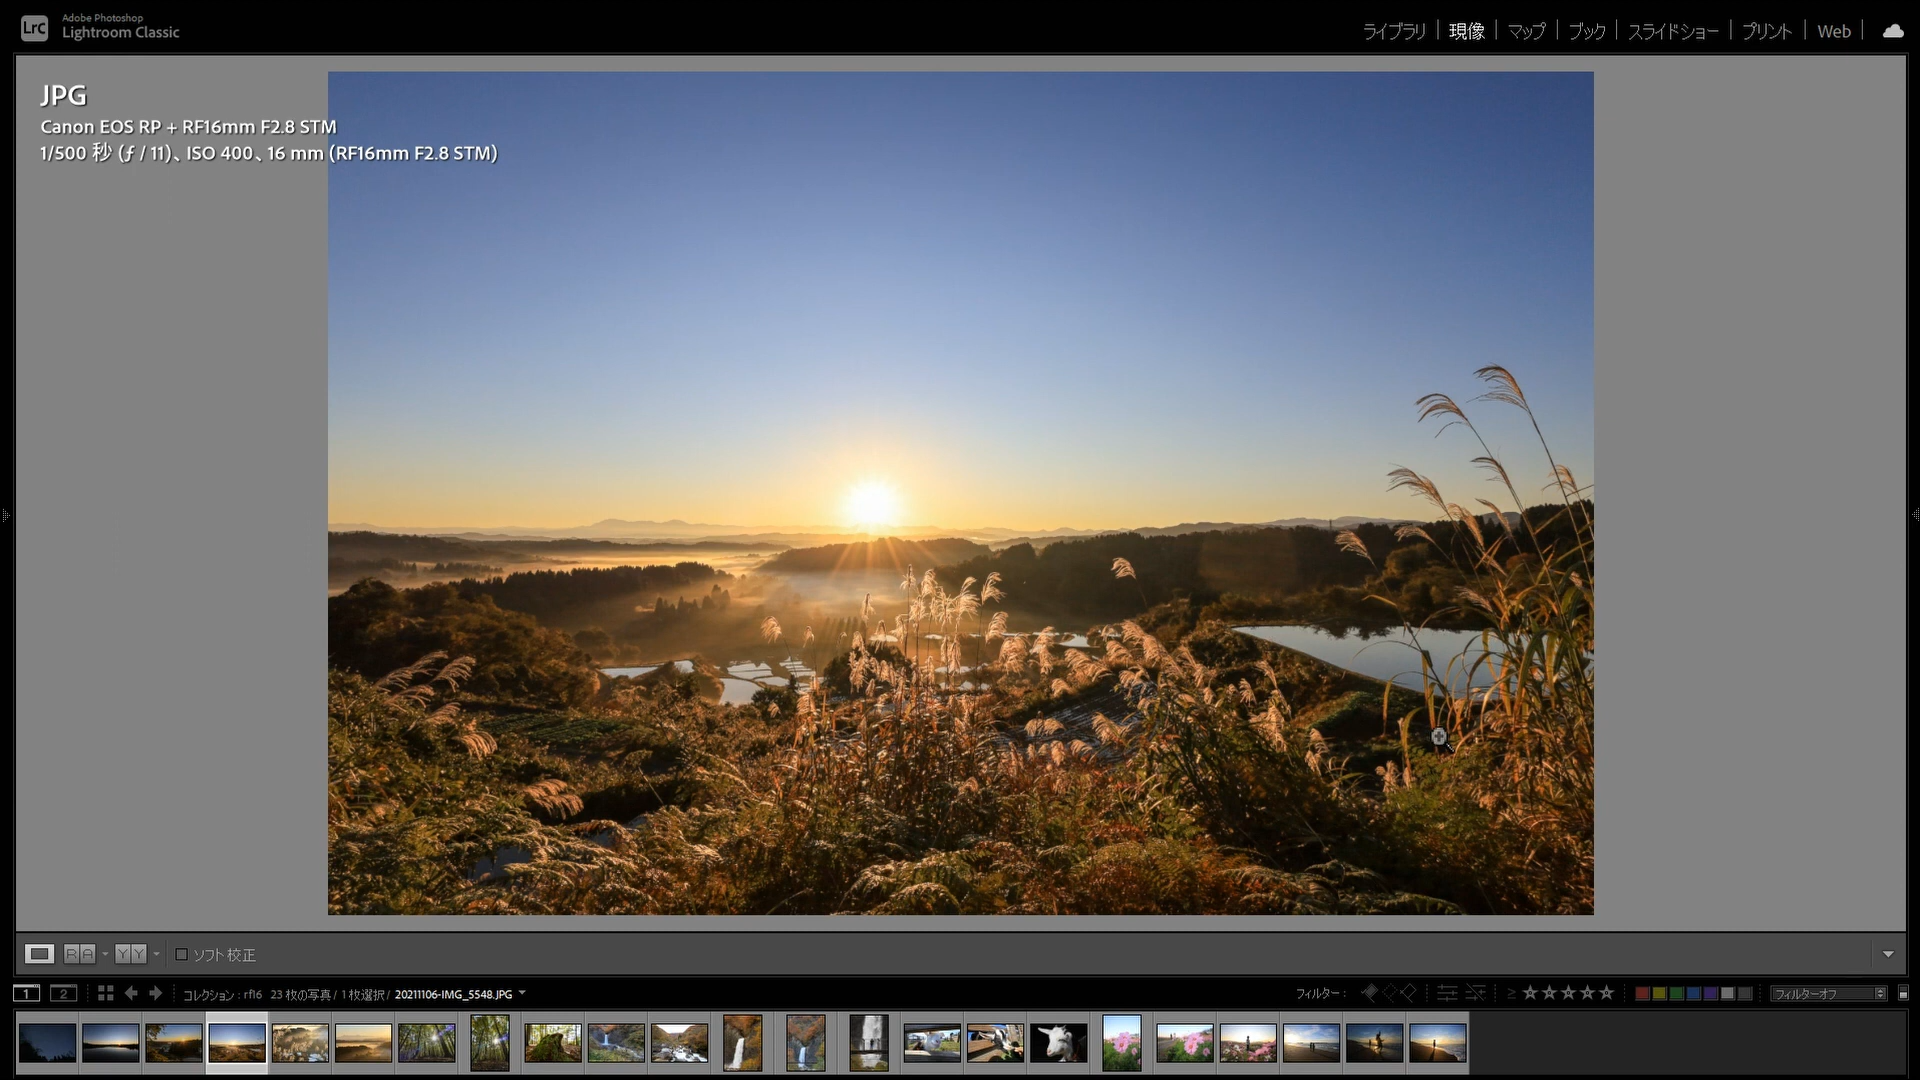 LrC
Adobe Photoshop
Lightroom Classic
ライブラリ | 現像 | マップ | ブック | スライドショー | プリント | Web |
JPG
Canon EOS RP + RF16mm F2.8 STM
1/500 秒 (ƒ / 11)、ISO 400、16 mm (RF16mm F2.8 STM)
R A Y Y ソフト校正
1 2 コレクション : rf16 23 枚の写真 / 1 枚選択 / 20211106-IMG_5548.JPG フィルター : ≥ フィルターオフ